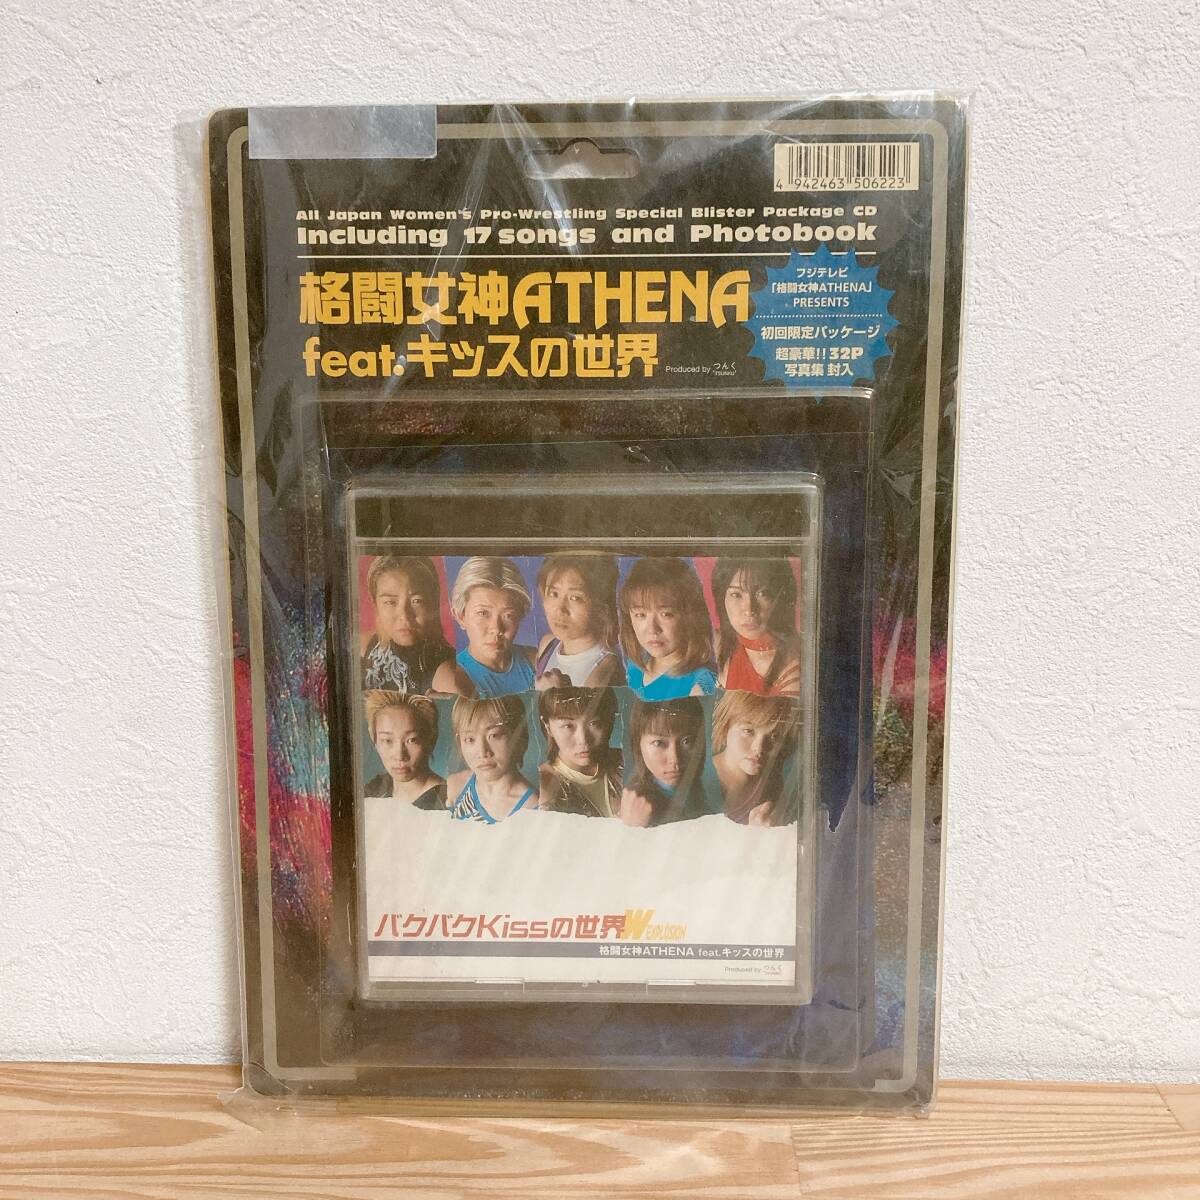 4 942463 506223
All Japan Women's Pro-Wrestling Special Blister Package CD
Including 17 songs and Photobook
格闘女神ATHENA
feat.キッスの世界
Produced by つんく
"TSUNKU"
フジテレビ
「格闘女神ATHENA」
PRESENTS
初回限定パッケージ
超豪華!!32P
写真集 封入
バクバクKissの世界W EXPLOSION
格闘女神ATHENA feat.キッスの世界
Produced by つんく